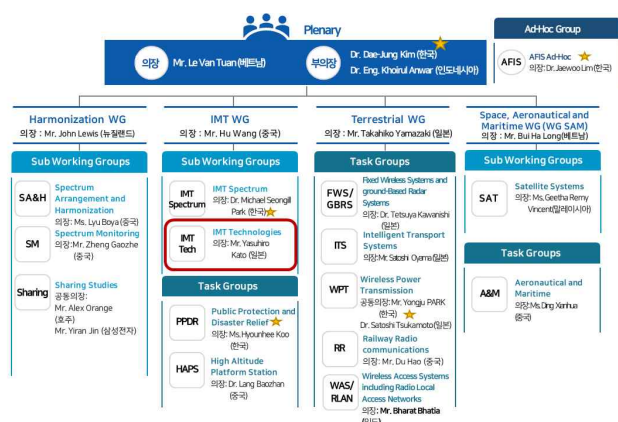 Plenary
의장
Mr. Le Van Tuan (베트남)
부의장
Dr. Dae-Jung Kim (한국)
Dr. Eng. Khoirul Anwar (인도네시아)
Ad-Hoc Group
AFIS
AFIS Ad-Hoc
의장: Dr. Jaewoo Lim (한국)
Harmonization WG
의장 : Mr. John Lewis (뉴질랜드)
Sub Working Groups
SA&H
Spectrum
Arrangement and
Harmonization
의장: Ms. Lyu Boya (중국)
SM
Spectrum Monitoring
의장: Mr. Zheng Gaozhe
(중국)
Sharing
Sharing Studies
공동의장:
Mr. Alex Orange
(호주)
Mr. Yiran Jin (삼성전자)
IMT WG
의장 : Mr. Hu Wang (중국)
Sub Working Groups
IMT
Spectrum
IMT Spectrum
의장: Dr. Michael Seongill
Park (한국)
IMT
Tech
IMT Technologies
의장: Mr. Yasuhiro
Kato (일본)
Task Groups
PPDR
Public Protection and
Disaster Relief
의장: Ms. Hyounhee Koo
(한국)
HAPS
High Altitude
Platform Station
의장: Dr. Lang Baozhan
(중국)
Terrestrial WG
의장 : Mr. Takahiko Yamazaki (일본)
Task Groups
FWS/
GBRS
Fixed Wireless Systems and
ground-Based Radar
Systems
의장: Dr. Tetsuya Kawanishi
(일본)
ITS
Intelligent Transport
Systems
의장: Mr. Satoshi Oyama (일본)
WPT
Wireless Power
Transmission
공동의장: Mr. Yongju PARK
(한국)
Dr. Satoshi Tsukamoto (일본)
RR
Railway Radio
communications
의장: Mr. Du Hao (중국)
WAS/
RLAN
Wireless Access Systems
including Radio Local
Access Networks
의장: Mr. Bharat Bhatia
(인도)
Space, Aeronautical and
Maritime WG (WG SAM)
의장: Mr. Bui Ha Long(베트남)
Sub Working Groups
SAT
Satellite Systems
의장: Ms. Geetha Remy
Vincent(말레이시아)
Task Groups
A&M
Aeronautical and
Maritime
의장: Ms. Ding Xianhua
(중국)